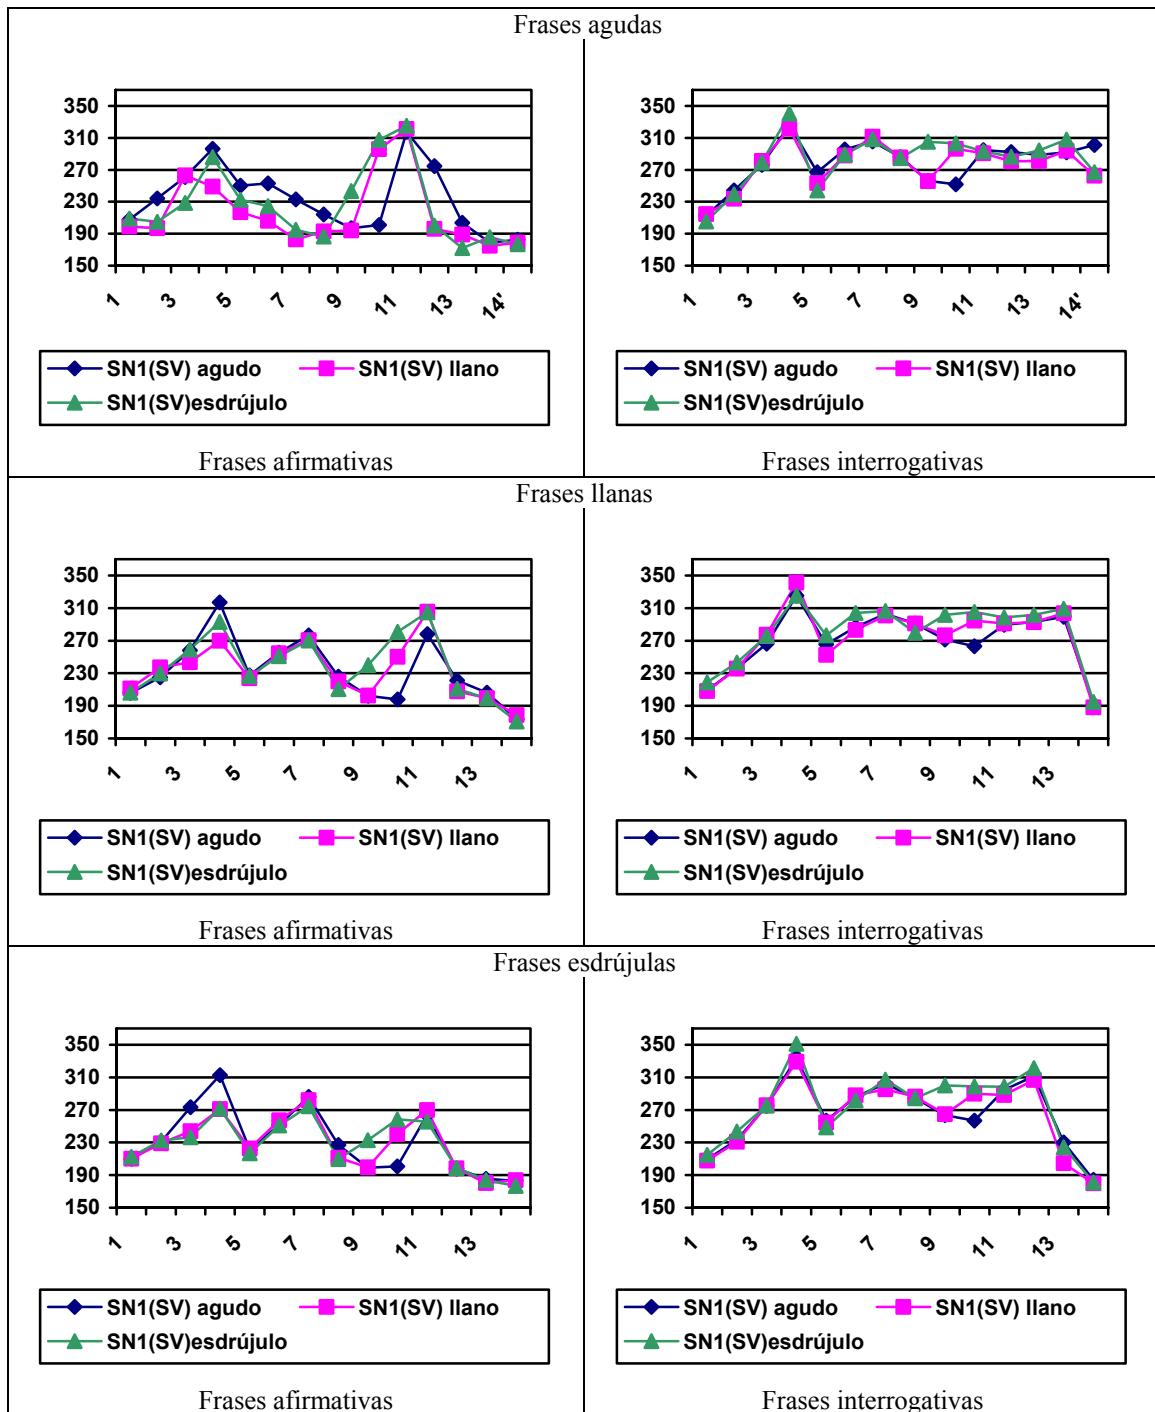 Frases agudas
350
310
270
230
190
150
1
3
5
7
9
11
13
14'
SN1(SV) agudo
SN1(SV) llano
SN1(SV)esdrújulo
Frases afirmativas
350
310
270
230
190
150
1
3
5
7
9
11
13
14'
SN1(SV) agudo
SN1(SV) llano
SN1(SV)esdrújulo
Frases interrogativas
Frases llanas
350
310
270
230
190
150
1
3
5
7
9
11
13
SN1(SV) agudo
SN1(SV) llano
SN1(SV)esdrújulo
Frases afirmativas
350
310
270
230
190
150
1
3
5
7
9
11
13
SN1(SV) agudo
SN1(SV) llano
SN1(SV)esdrújulo
Frases interrogativas
Frases esdrújulas
350
310
270
230
190
150
1
3
5
7
9
11
13
SN1(SV) agudo
SN1(SV) llano
SN1(SV)esdrújulo
Frases afirmativas
350
310
270
230
190
150
1
3
5
7
9
11
13
SN1(SV) agudo
SN1(SV) llano
SN1(SV)esdrújulo
Frases interrogativas